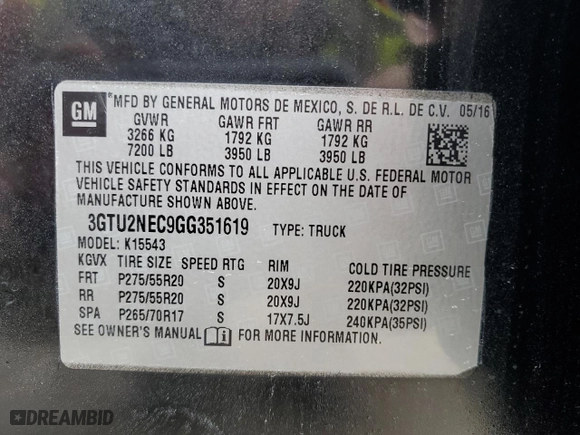 GM
*MFD BY GENERAL MOTORS DE MEXICO, S. DE R.L. DE C.V. 05/16
GVWR GAWR FRT GAWR RR
3266 KG 1792 KG 1792 KG
7200 LB 3950 LB 3950 LB
THIS VEHICLE CONFORMS TO ALL APPLICABLE U.S. FEDERAL MOTOR
VEHICLE SAFETY STANDARDS IN EFFECT ON THE DATE OF
MANUFACTURE SHOWN ABOVE.
3GTU2NEC9GG351619 TYPE: TRUCK
MODEL: K15543
KGVX TIRE SIZE SPEED RTG RIM COLD TIRE PRESSURE
FRT P275/55R20 S 20X9J 220KPA(32PSI)
RR P275/55R20 S 20X9J 220KPA(32PSI)
SPA P265/70R17 S 17X7.5J 240KPA(35PSI)
SEE OWNER'S MANUAL FOR MORE INFORMATION.
DREAMBID